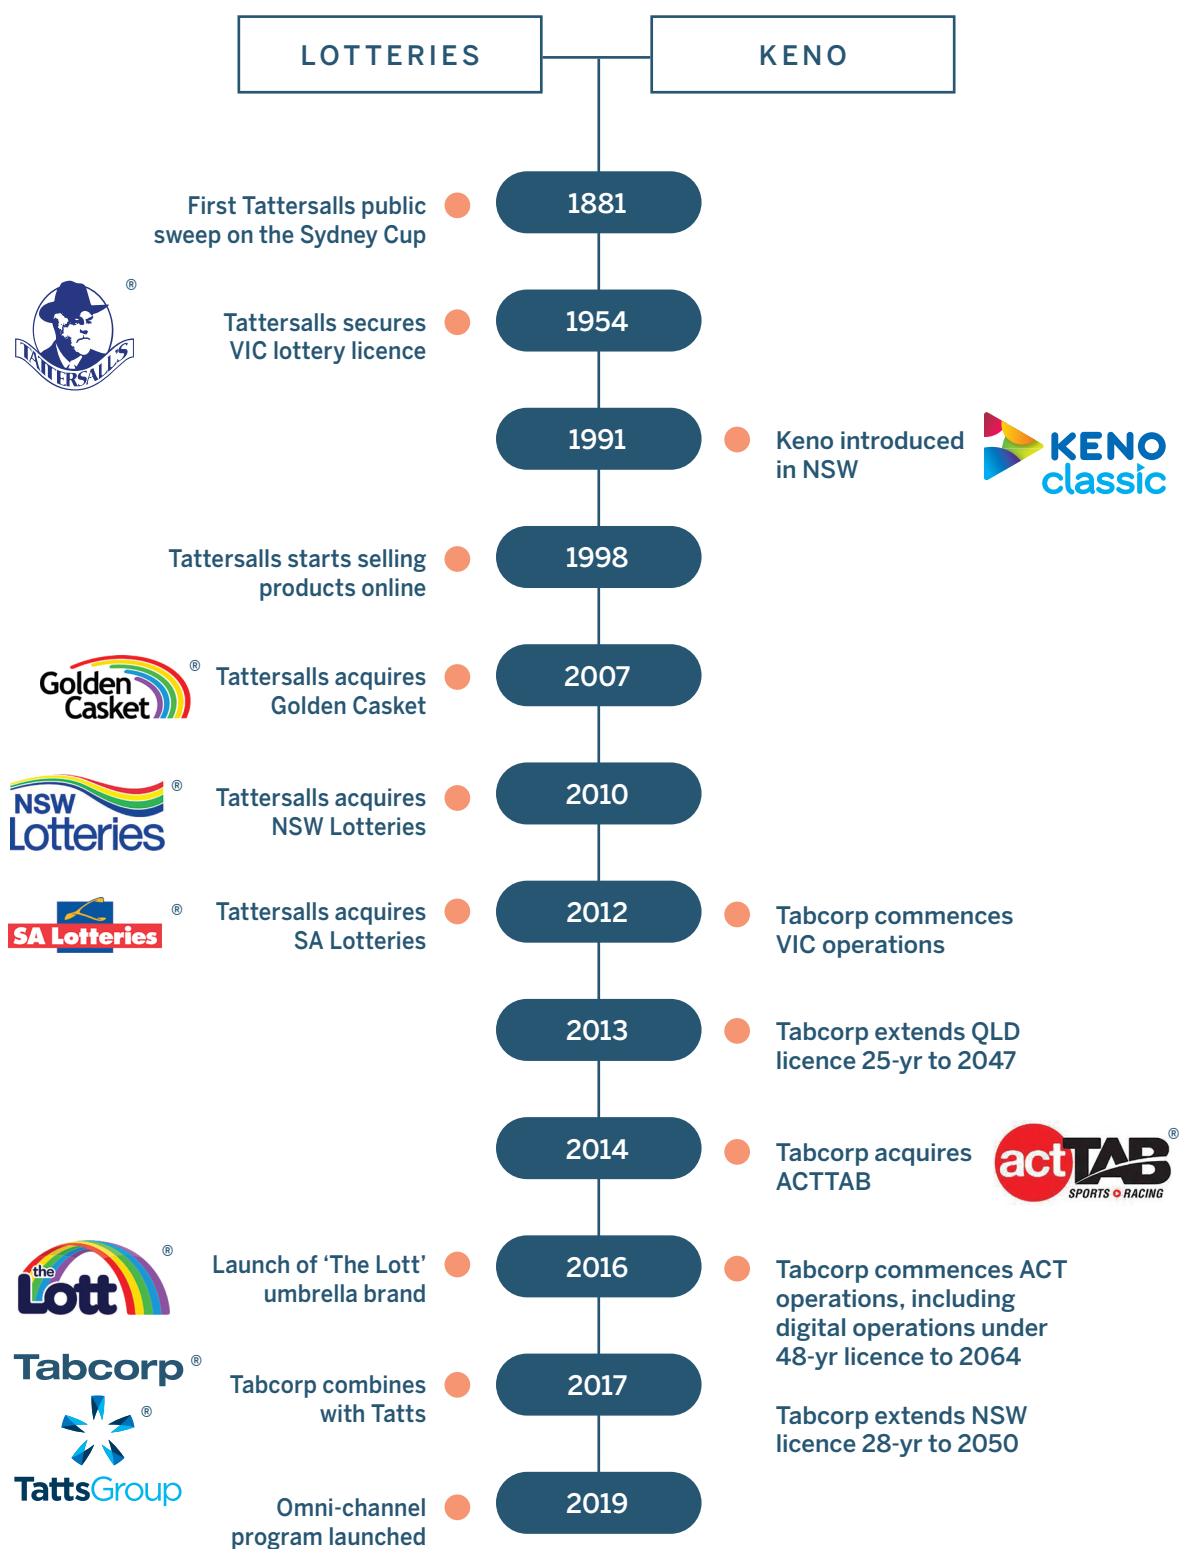 LOTTERIES
KENO
1881
First Tattersalls public
sweep on the Sydney Cup
®
TATTERSALL'S
1954
Tattersalls secures
VIC lottery licence
1991
Keno introduced
in NSW
KENO
classic
1998
Tattersalls starts selling
products online
Golden
Casket
®
Tattersalls acquires
Golden Casket
2007
NSW
Lotteries
®
Tattersalls acquires
NSW Lotteries
2010
SA Lotteries
®
Tattersalls acquires
SA Lotteries
2012
Tabcorp commences
VIC operations
2013
Tabcorp extends QLD
licence 25-yr to 2047
2014
Tabcorp acquires
ACTTAB
actTAB
®
SPORTS RACING
the
Lott
®
Launch of ‘The Lott’
umbrella brand
2016
Tabcorp commences ACT
operations, including
digital operations under
48-yr licence to 2064
Tabcorp extends NSW
licence 28-yr to 2050
Tabcorp ®
®
TattsGroup
Tabcorp combines
with Tatts
2017
Omni-channel
program launched
2019